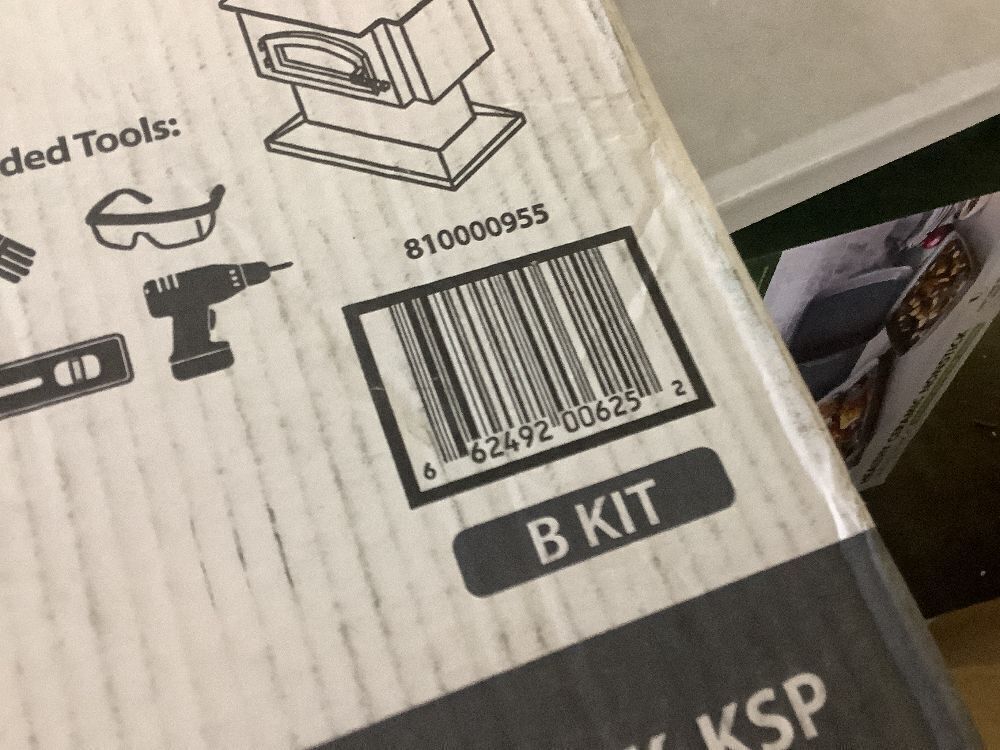 ded Tools:
810000955
6 62492 00625 2
B KIT
KSP